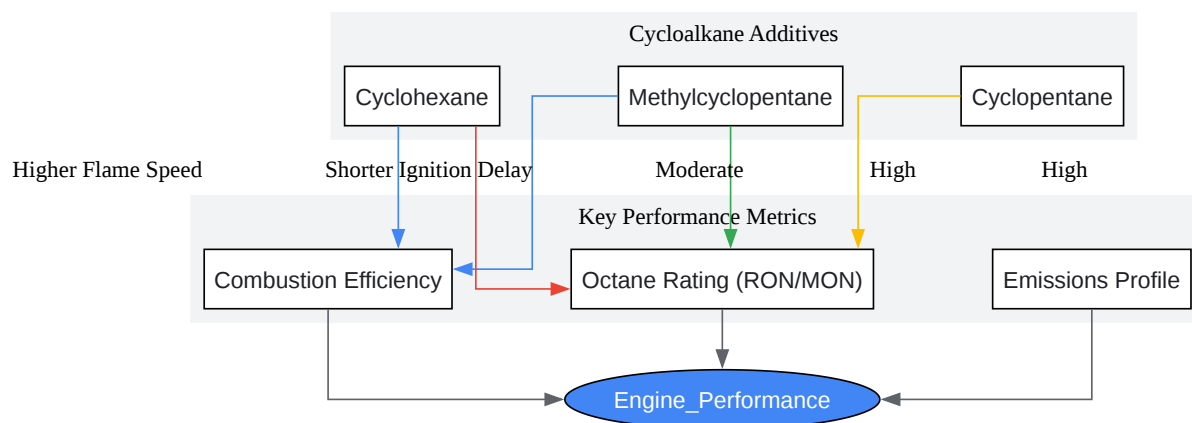 Cycloalkane Additives
Cyclohexane
Methylcyclopentane
Cyclopentane
Higher Flame Speed
Shorter Ignition Delay
Moderate
High
High
Key Performance Metrics
Combustion Efficiency
Octane Rating (RON/MON)
Emissions Profile
Engine_Performance